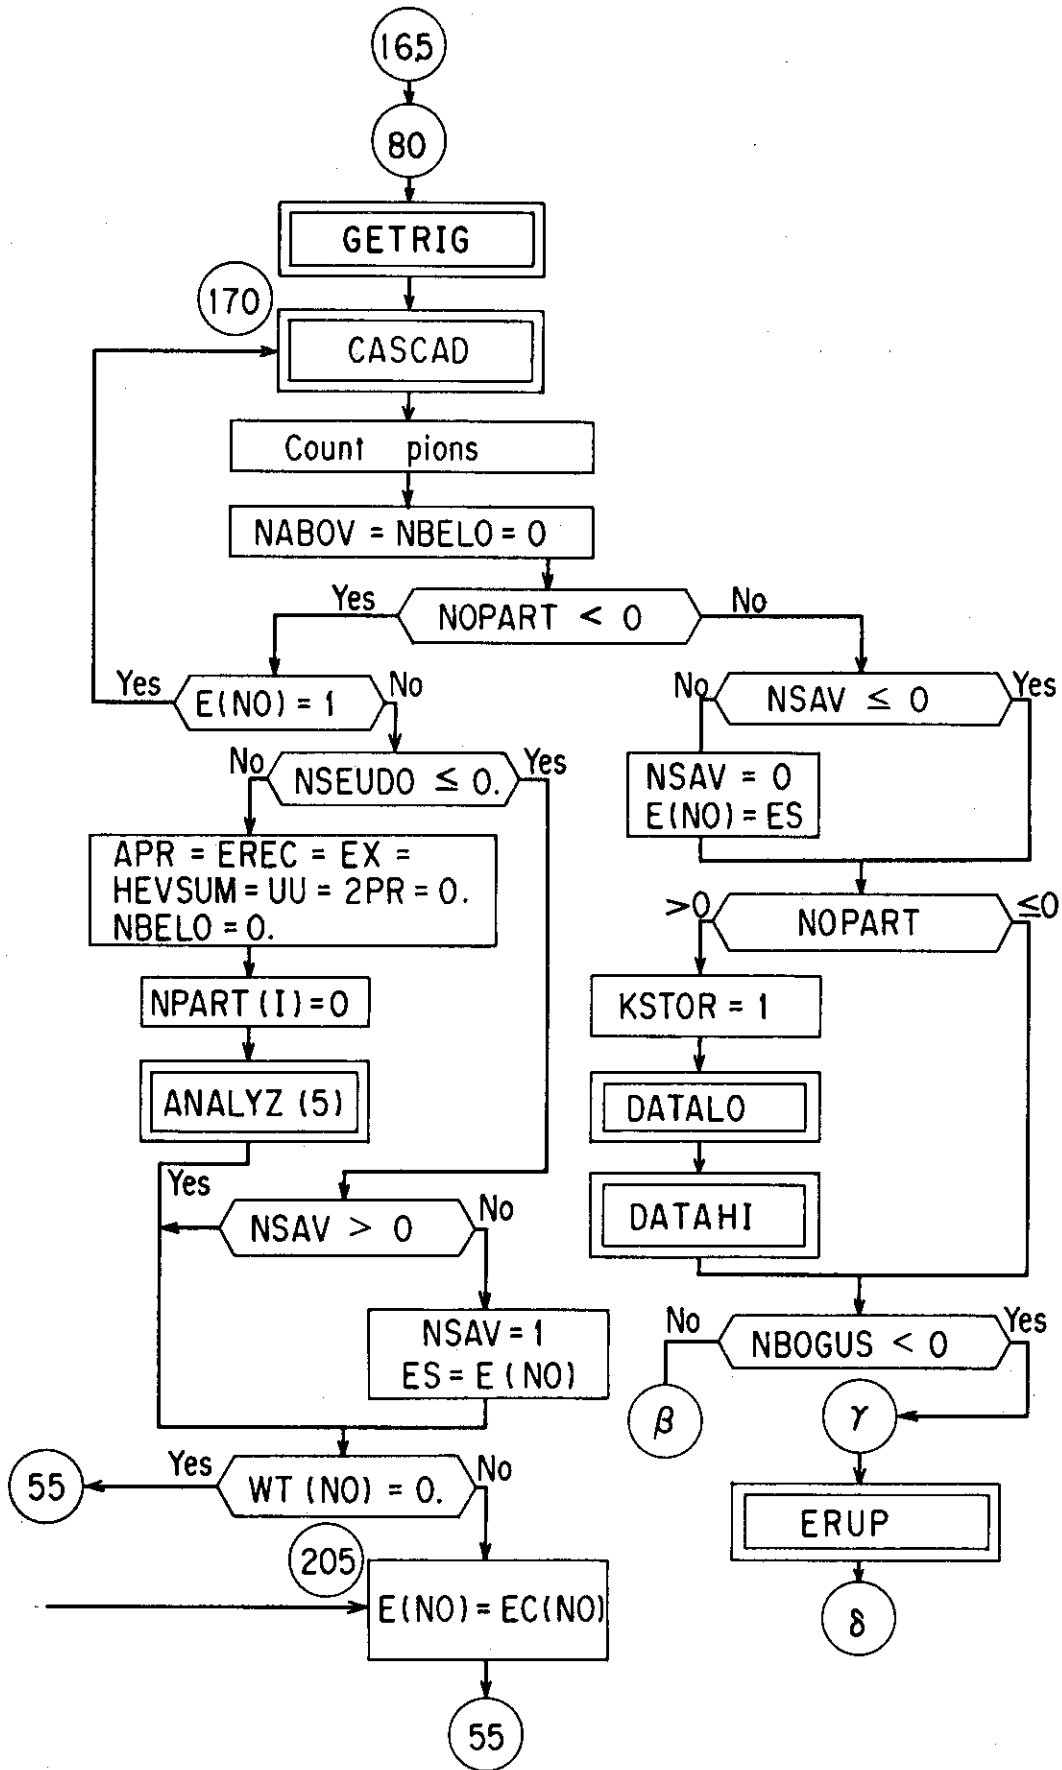 165
80
GETRIG
170
CASCAD
Count pions
NABOV = NBELO = 0
Yes
NOPART < 0
No
Yes
E(NO) = 1
No
No
NSAV ≤ 0
Yes
No
NSEUDO ≤ 0.
Yes
NSAV = 0
E(NO) = ES
APR = EREC = EX =
HEVSUM = UU = 2PR = 0.
NBELO = 0.
>0
NOPART
≤0
NPART (I) = 0
KSTOR = 1
ANALYZ (5)
DATALO
Yes
NSAV > 0
No
DATAHI
NSAV = 1
ES = E (NO)
No
NBOGUS < 0
Yes
β
γ
55
Yes
WT (NO) = 0.
No
ERUP
205
E(NO) = EC(NO)
δ
55